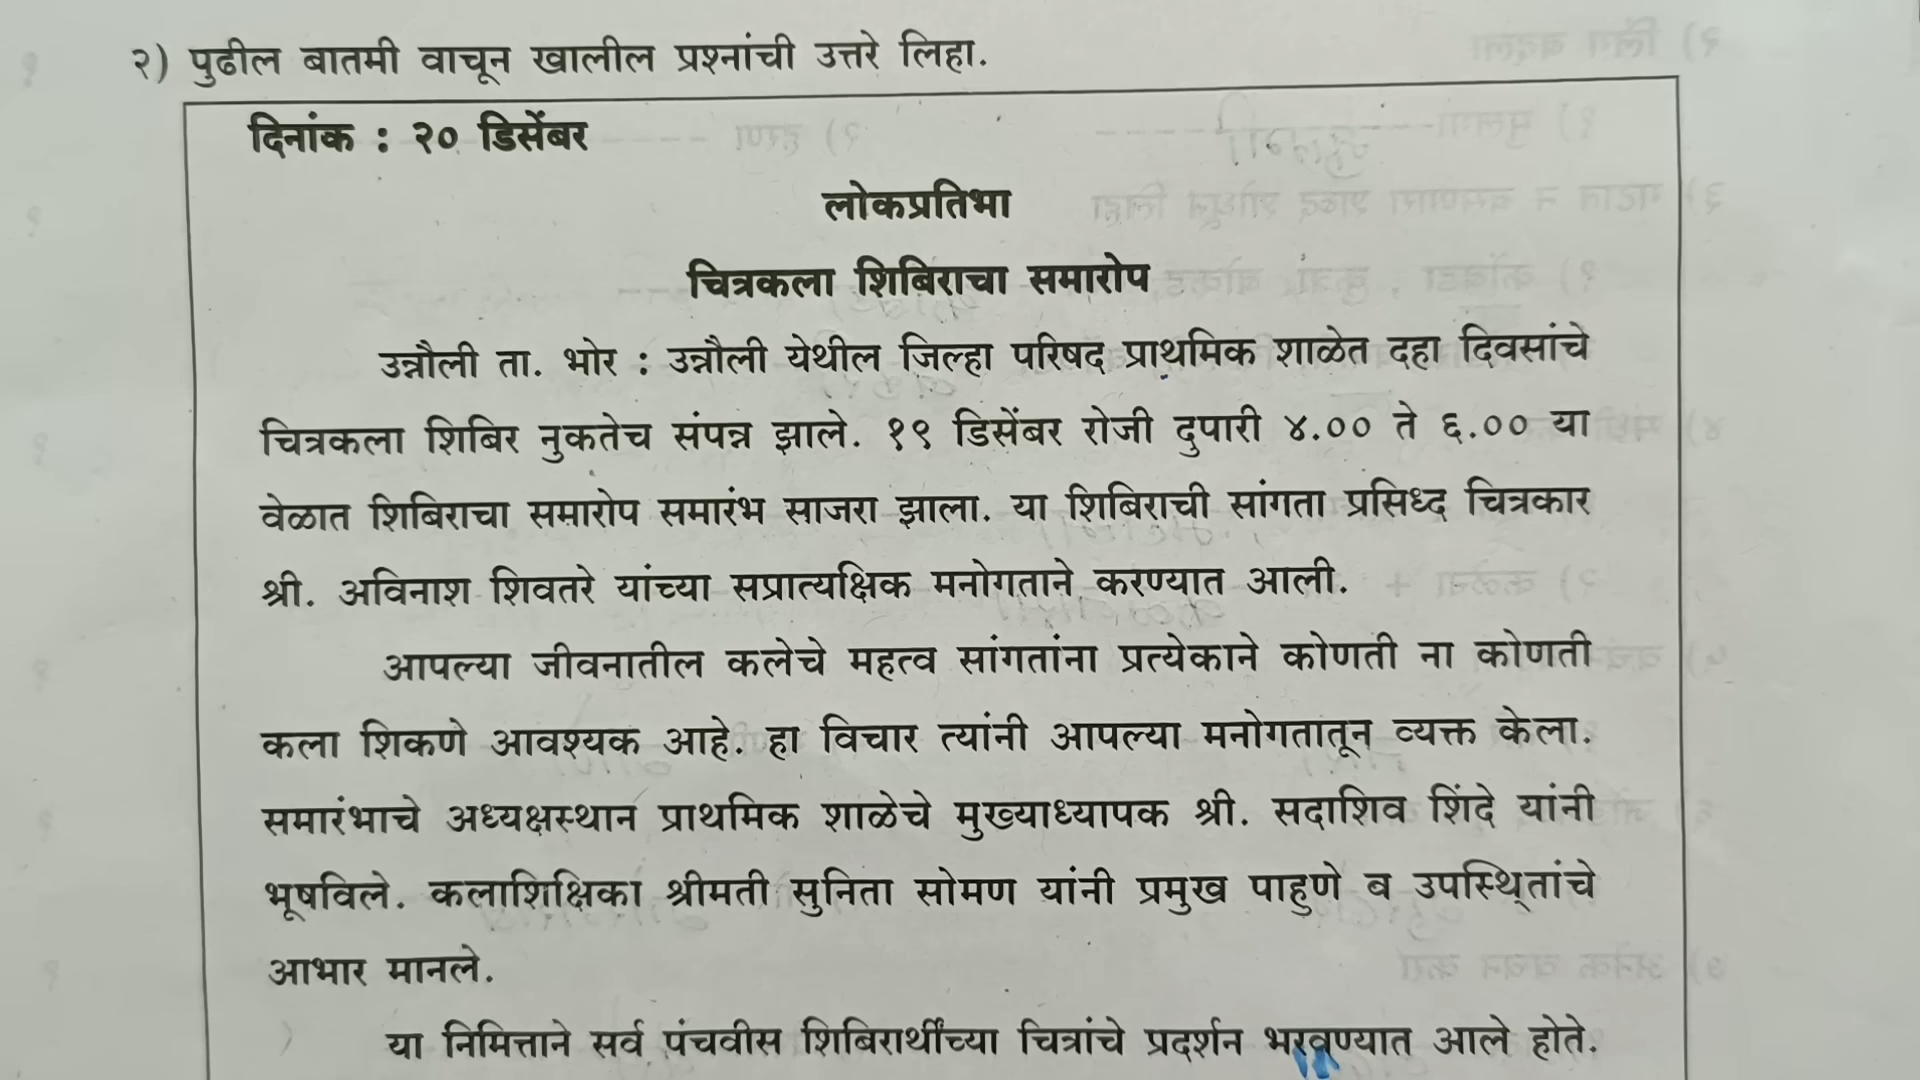 २) पुढील बातमी वाचून खालील प्रश्नांची उत्तरे लिहा.
दिनांक : २० डिसेंबर
लोकप्रतिभा
चित्रकला शिबिराचा समारोप
उन्नौली ता. भोर : उन्नौली येथील जिल्हा परिषद प्राथमिक शाळेत दहा दिवसांचे
चित्रकला शिबिर नुकतेच संपन्न झाले. १९ डिसेंबर रोजी दुपारी ४.०० ते ६.०० या
वेळात शिबिराचा समारोप समारंभ साजरा झाला. या शिबिराची सांगता प्रसिध्द चित्रकार
श्री. अविनाश शिवतरे यांच्या सप्रात्यक्षिक मनोगताने करण्यात आली.
आपल्या जीवनातील कलेचे महत्व सांगतांना प्रत्येकाने कोणती ना कोणती
कला शिकणे आवश्यक आहे. हा विचार त्यांनी आपल्या मनोगतातून व्यक्त केला.
समारंभाचे अध्यक्षस्थान प्राथमिक शाळेचे मुख्याध्यापक श्री. सदाशिव शिंदे यांनी
भूषविले. कलाशिक्षिका श्रीमती सुनिता सोमण यांनी प्रमुख पाहुणे व उपस्थि्तांचे
आभार मानले.
या निमित्ताने सर्व पंचवीस शिबिरार्थींच्या चित्रांचे प्रदर्शन भरवण्यात आले होते.